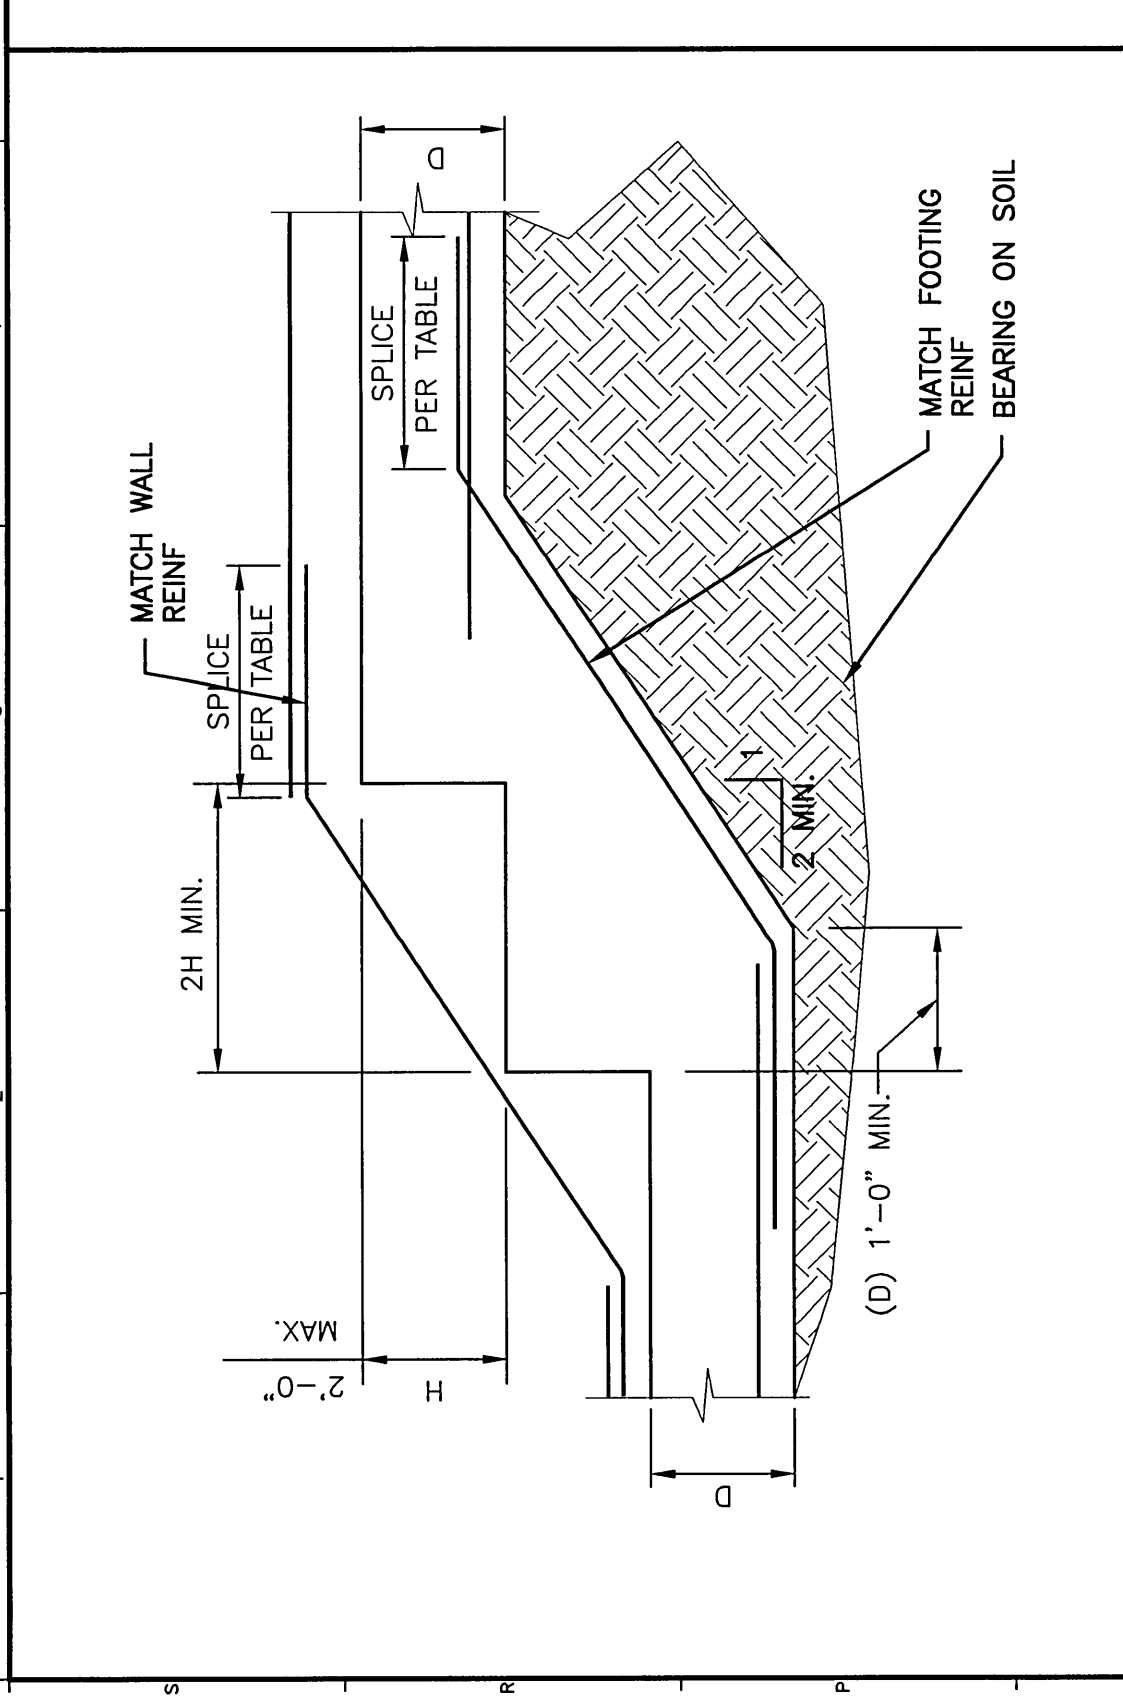 MATCH WALL
REINF
SPLICE
PER TABLE
2H MIN.
SPLICE
PER TABLE
D
2'-0"
MAX.
H
1
2 MIN.
D
(D) 1'-0" MIN.
MATCH FOOTING
REINF
BEARING ON SOIL
S
R
P